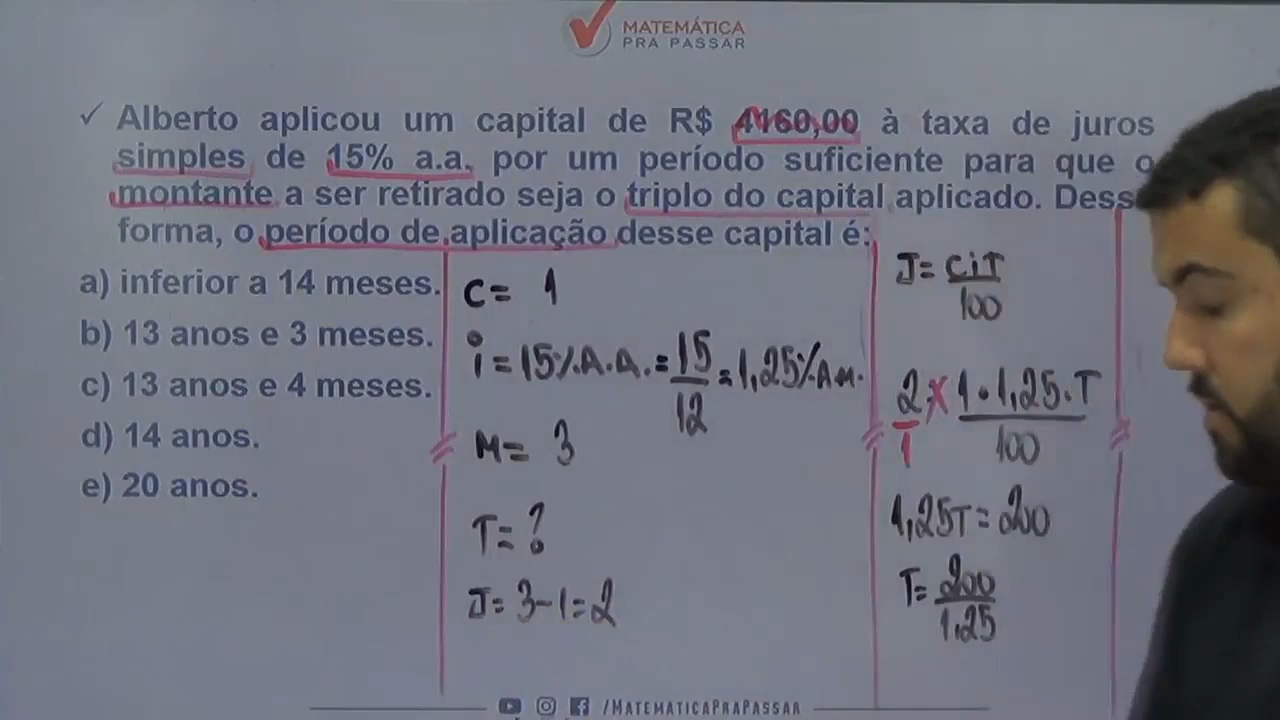 MATEMÁTICA
PRA PASSAR
✓ Alberto aplicou um capital de R$ 4160,00 à taxa de juros
simples de 15% a.a. por um período suficiente para que o
montante a ser retirado seja o triplo do capital aplicado. Dess
forma, o período de aplicação desse capital é:
a) inferior a 14 meses.
b) 13 anos e 3 meses.
c) 13 anos e 4 meses.
d) 14 anos.
e) 20 anos.
C= 1
i=15%A.A.=15/12=1,25%A.M.
M= 3
T=?
J= 3-1=2
J= CiT/100
2/1 × 1•1,25.T/100
1,25T=200
T=200/1,25
/MATEMATICAPRAPASSAR